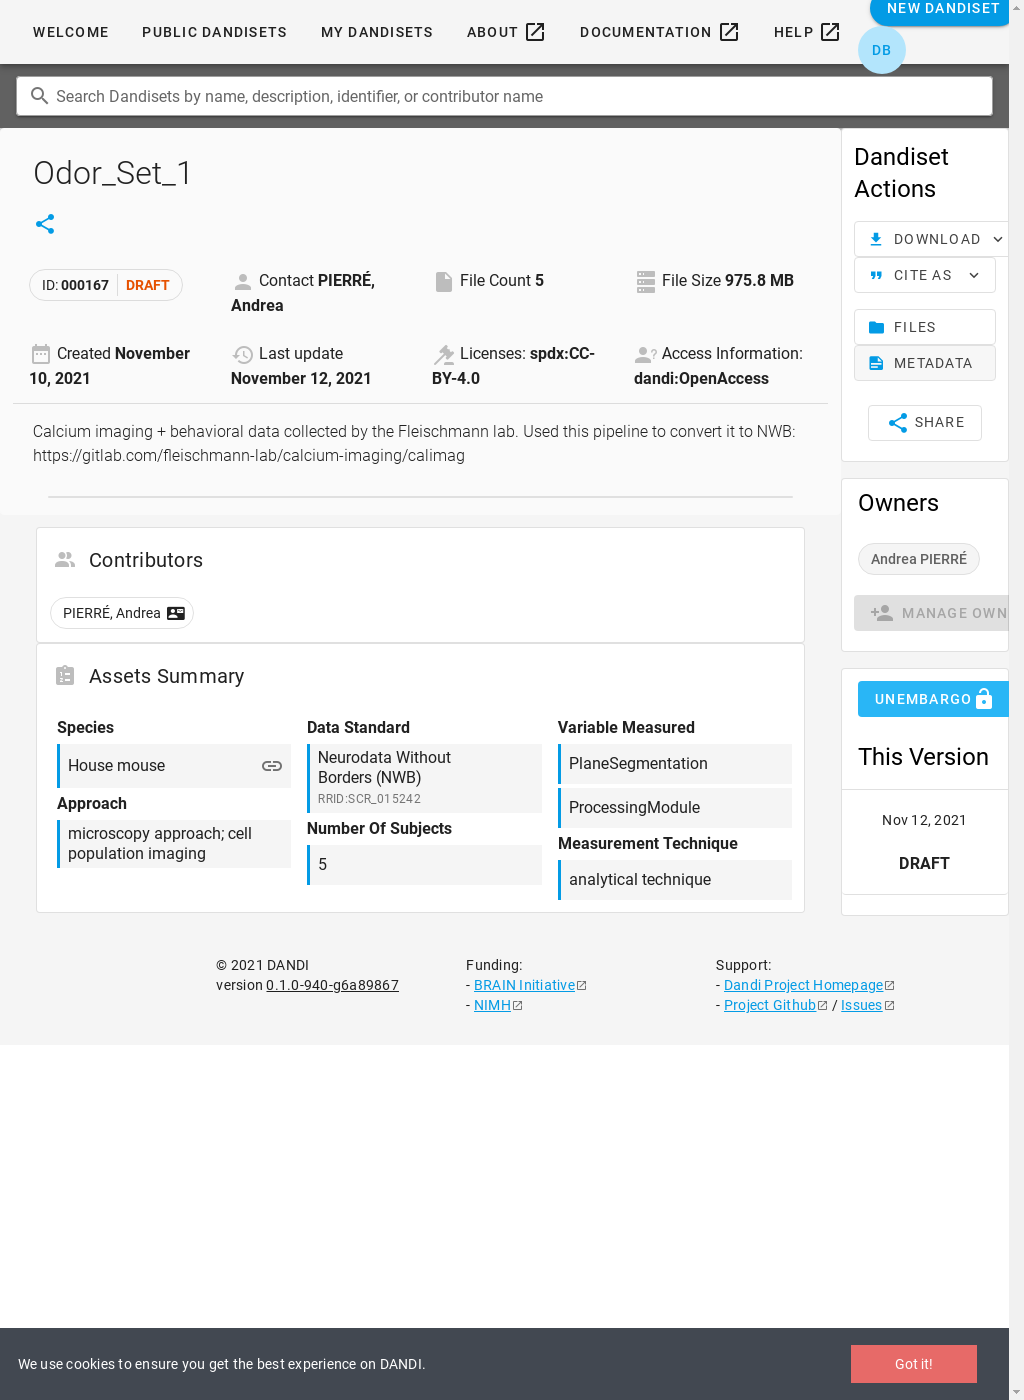 NEW DANDISET
WELCOME PUBLIC DANDISETS MY DANDISETS ABOUT DOCUMENTATION HELP
DB
Search Dandisets by name, description, identifier, or contributor name
Odor_Set_1
ID: 000167 DRAFT
Contact PIERRÉ,
Andrea
File Count 5
File Size 975.8 MB
Created November
10, 2021
Last update
November 12, 2021
Licenses: spdx:CC-
BY-4.0
Access Information:
dandi:OpenAccess
Calcium imaging + behavioral data collected by the Fleischmann lab. Used this pipeline to convert it to NWB:
https://gitlab.com/fleischmann-lab/calcium-imaging/calimag
Contributors
PIERRÉ, Andrea
Assets Summary
Species
House mouse
Approach
microscopy approach; cell
population imaging
Data Standard
Neurodata Without
Borders (NWB)
RRID:SCR_015242
Number Of Subjects
5
Variable Measured
PlaneSegmentation
ProcessingModule
Measurement Technique
analytical technique
Dandiset
Actions
DOWNLOAD
CITE AS
FILES
METADATA
SHARE
Owners
Andrea PIERRÉ
MANAGE OWN
UNEMBARGO
This Version
Nov 12, 2021
DRAFT
© 2021 DANDI
version 0.1.0-940-g6a89867
Funding:
- BRAIN Initiative
- NIMH
Support:
- Dandi Project Homepage
- Project Github / Issues
We use cookies to ensure you get the best experience on DANDI.
Got it!